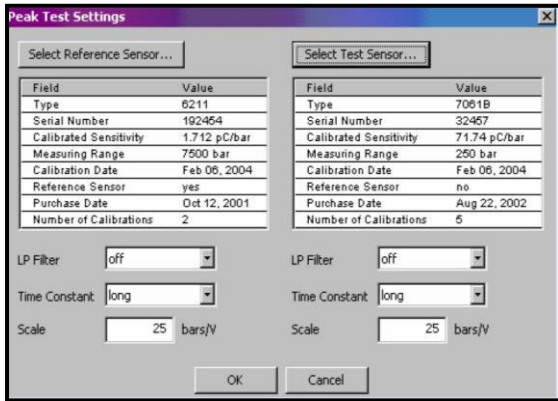 Peak Test Settings
Select Reference Sensor...
Field Value
Type 6211
Serial Number 192454
Calibrated Sensitivity 1.712 pC/bar
Measuring Range 7500 bar
Calibration Date Feb 06, 2004
Reference Sensor yes
Purchase Date Oct 12, 2001
Number of Calibrations 2
LP Filter off
Time Constant long
Scale 25 bars/V
Select Test Sensor...
Field Value
Type 7061B
Serial Number 32457
Calibrated Sensitivity 71.74 pC/bar
Measuring Range 250 bar
Calibration Date Feb 06, 2004
Reference Sensor no
Purchase Date Aug 22, 2002
Number of Calibrations 5
LP Filter off
Time Constant long
Scale 25 bars/V
OK Cancel